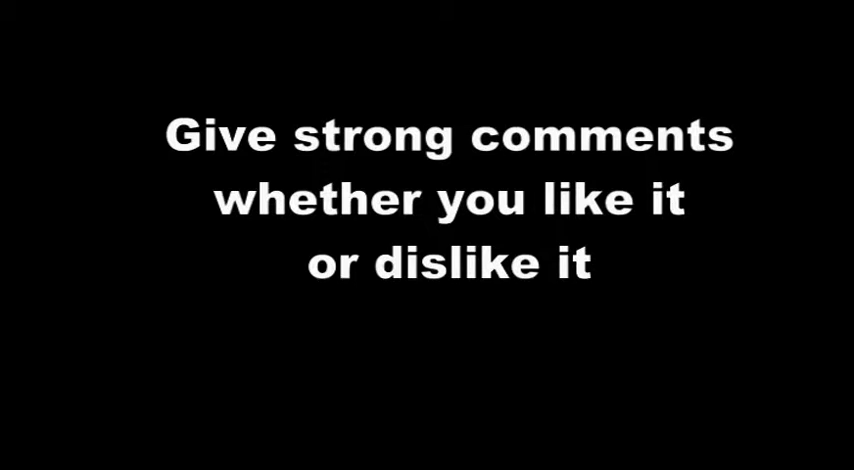 Give strong comments
whether you like it
or dislike it